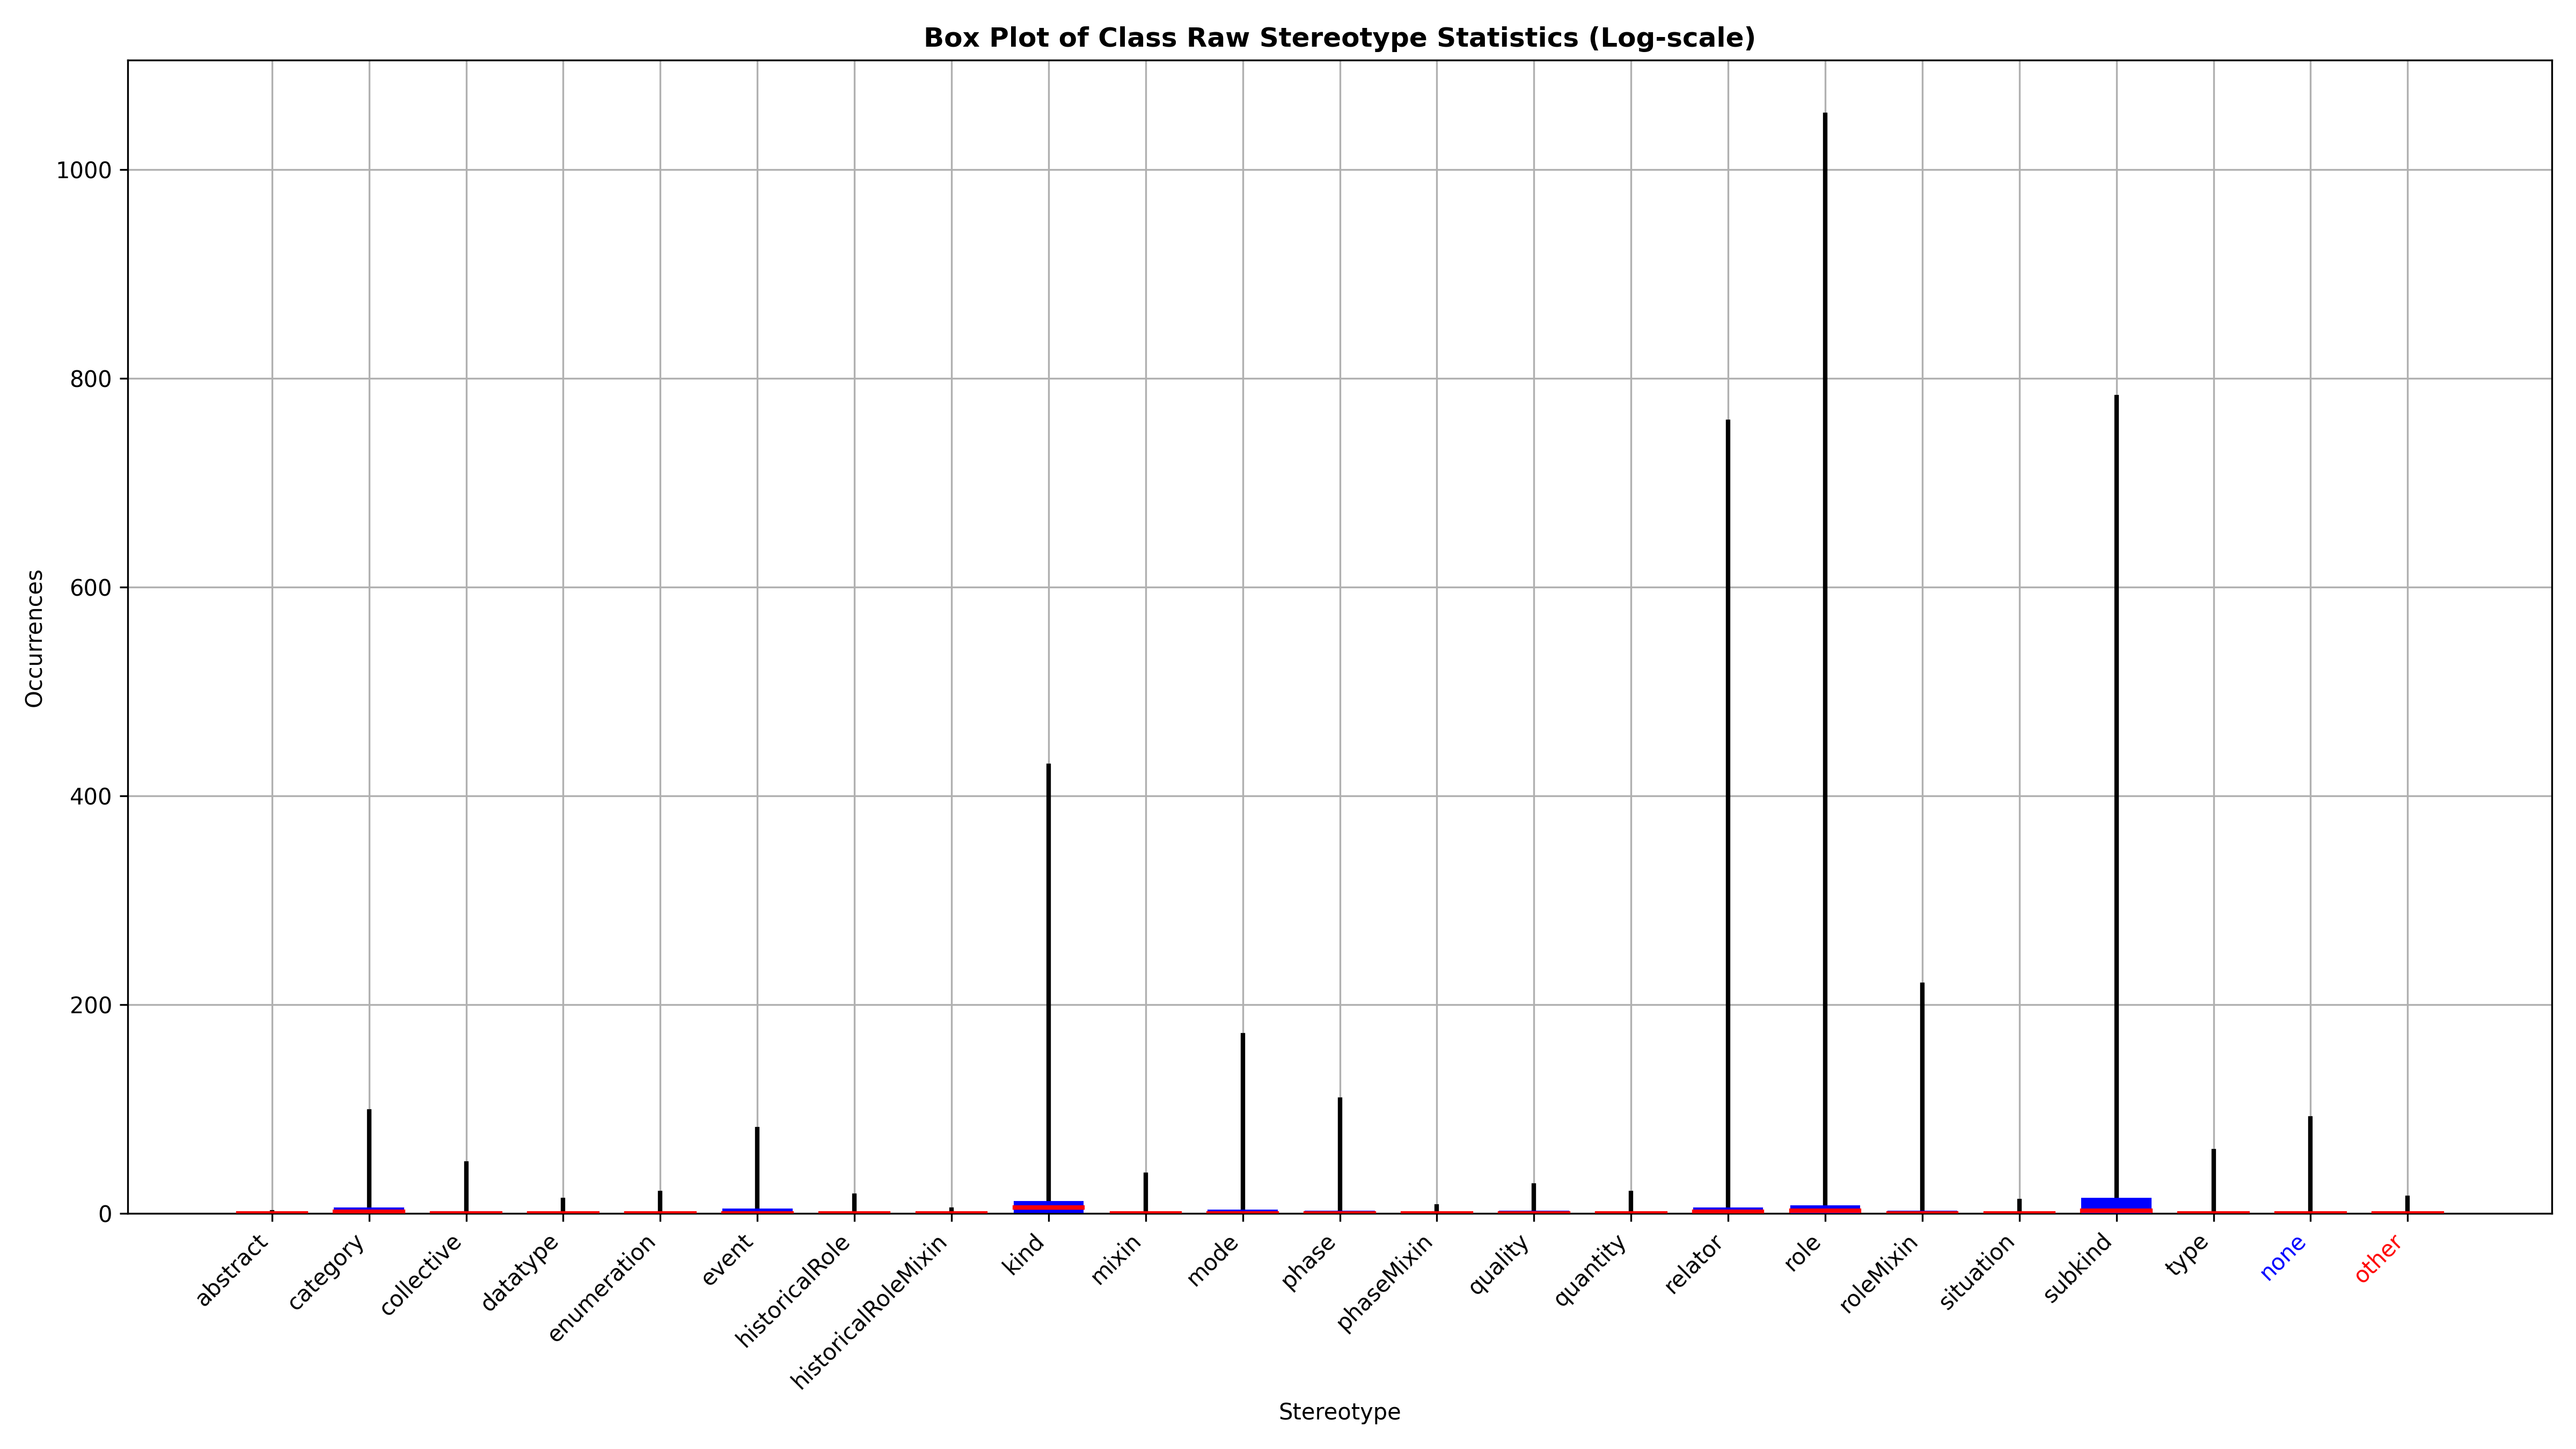 Box Plot of Class Raw Stereotype Statistics (Log-scale)
Occurrences
1000
800
600
400
200
0
abstract
category
collective
datatype
enumeration
event
historicalRole
historicalRoleMixin
kind
mixin
mode
phase
phaseMixin
quality
quantity
relator
role
roleMixin
situation
subkind
type
none
other
Stereotype